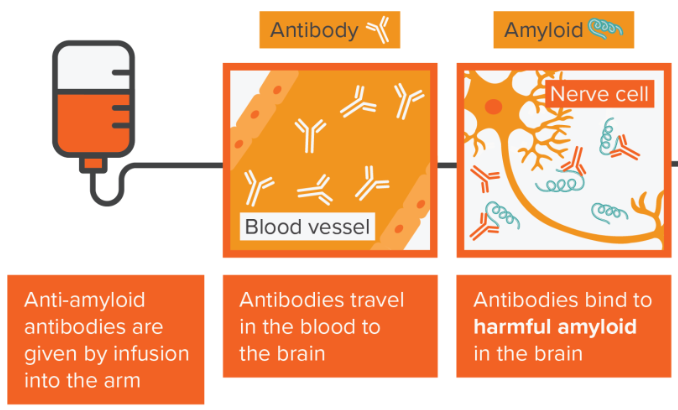 Antibody
Amyloid
Nerve cell
Blood vessel
Anti-amyloid
antibodies are
given by infusion
into the arm
Antibodies travel
in the blood to
the brain
Antibodies bind to
harmful amyloid
in the brain